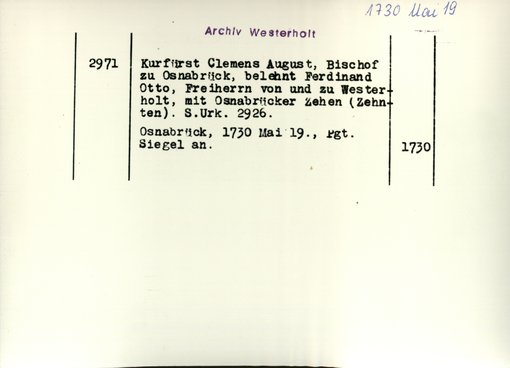 1730 Mai 19
Archiv Westerholt
2971
Kurfürst Clemens August, Bischof
zu Osnabrück, belehnt Ferdinand
Otto, Freiherrn von und zu Wester-
holt, mit Osnabrücker Zehen (Zehn-
ten). S.Urk. 2926.
Osnabrück, 1730 Mai 19., Pgt.
Siegel an.
1730